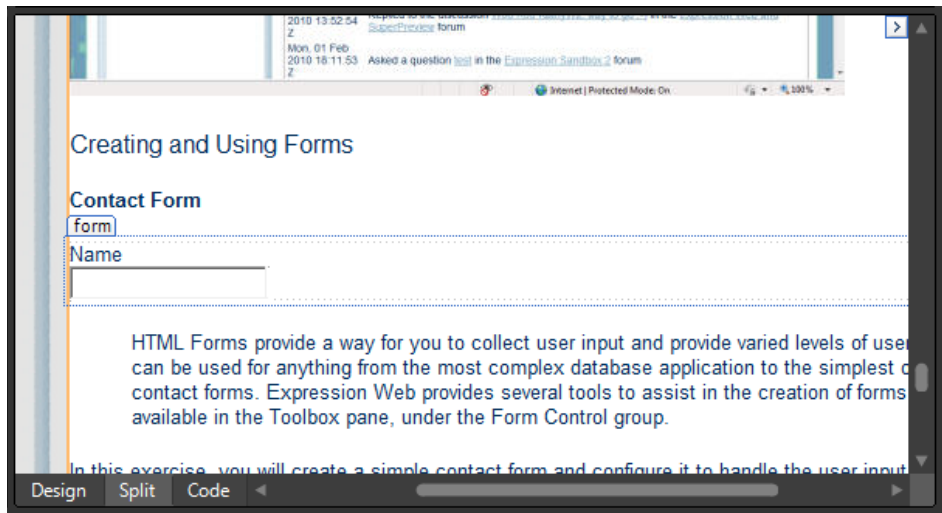 2010 13:52:54
Z
SuperPreview forum
Mon, 01 Feb
2010 18:11:53 Asked a question test in the Expression Sandbox 2 forum
Z
Internet | Protected Mode: On 100%
Creating and Using Forms
Contact Form
form
Name
HTML Forms provide a way for you to collect user input and provide varied levels of user
can be used for anything from the most complex database application to the simplest
contact forms. Expression Web provides several tools to assist in the creation of forms
available in the Toolbox pane, under the Form Control group.
In this exercise, you will create a simple contact form and configure it to handle the user input
Design Split Code